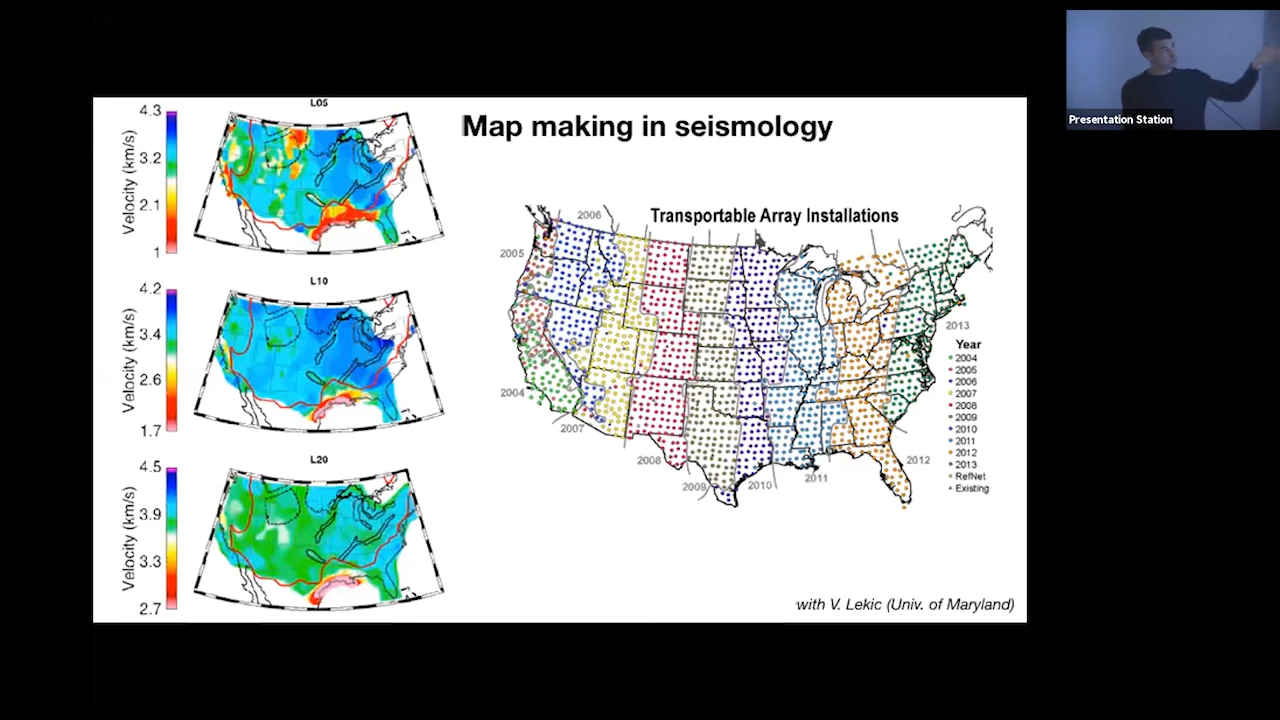 Map making in seismology
L05
4.3
3.2
2.1
1
Velocity (km/s)
L10
4.2
3.4
2.6
1.7
Velocity (km/s)
L20
4.5
3.9
3.3
2.7
Velocity (km/s)
Transportable Array Installations
2006
2005
2004
2007
2008
2009
2010
2011
2012
2013
Year
2004
2005
2006
2007
2008
2009
2010
2011
2012
2013
RefNet
Existing
with V. Lekic (Univ. of Maryland)
Presentation Station